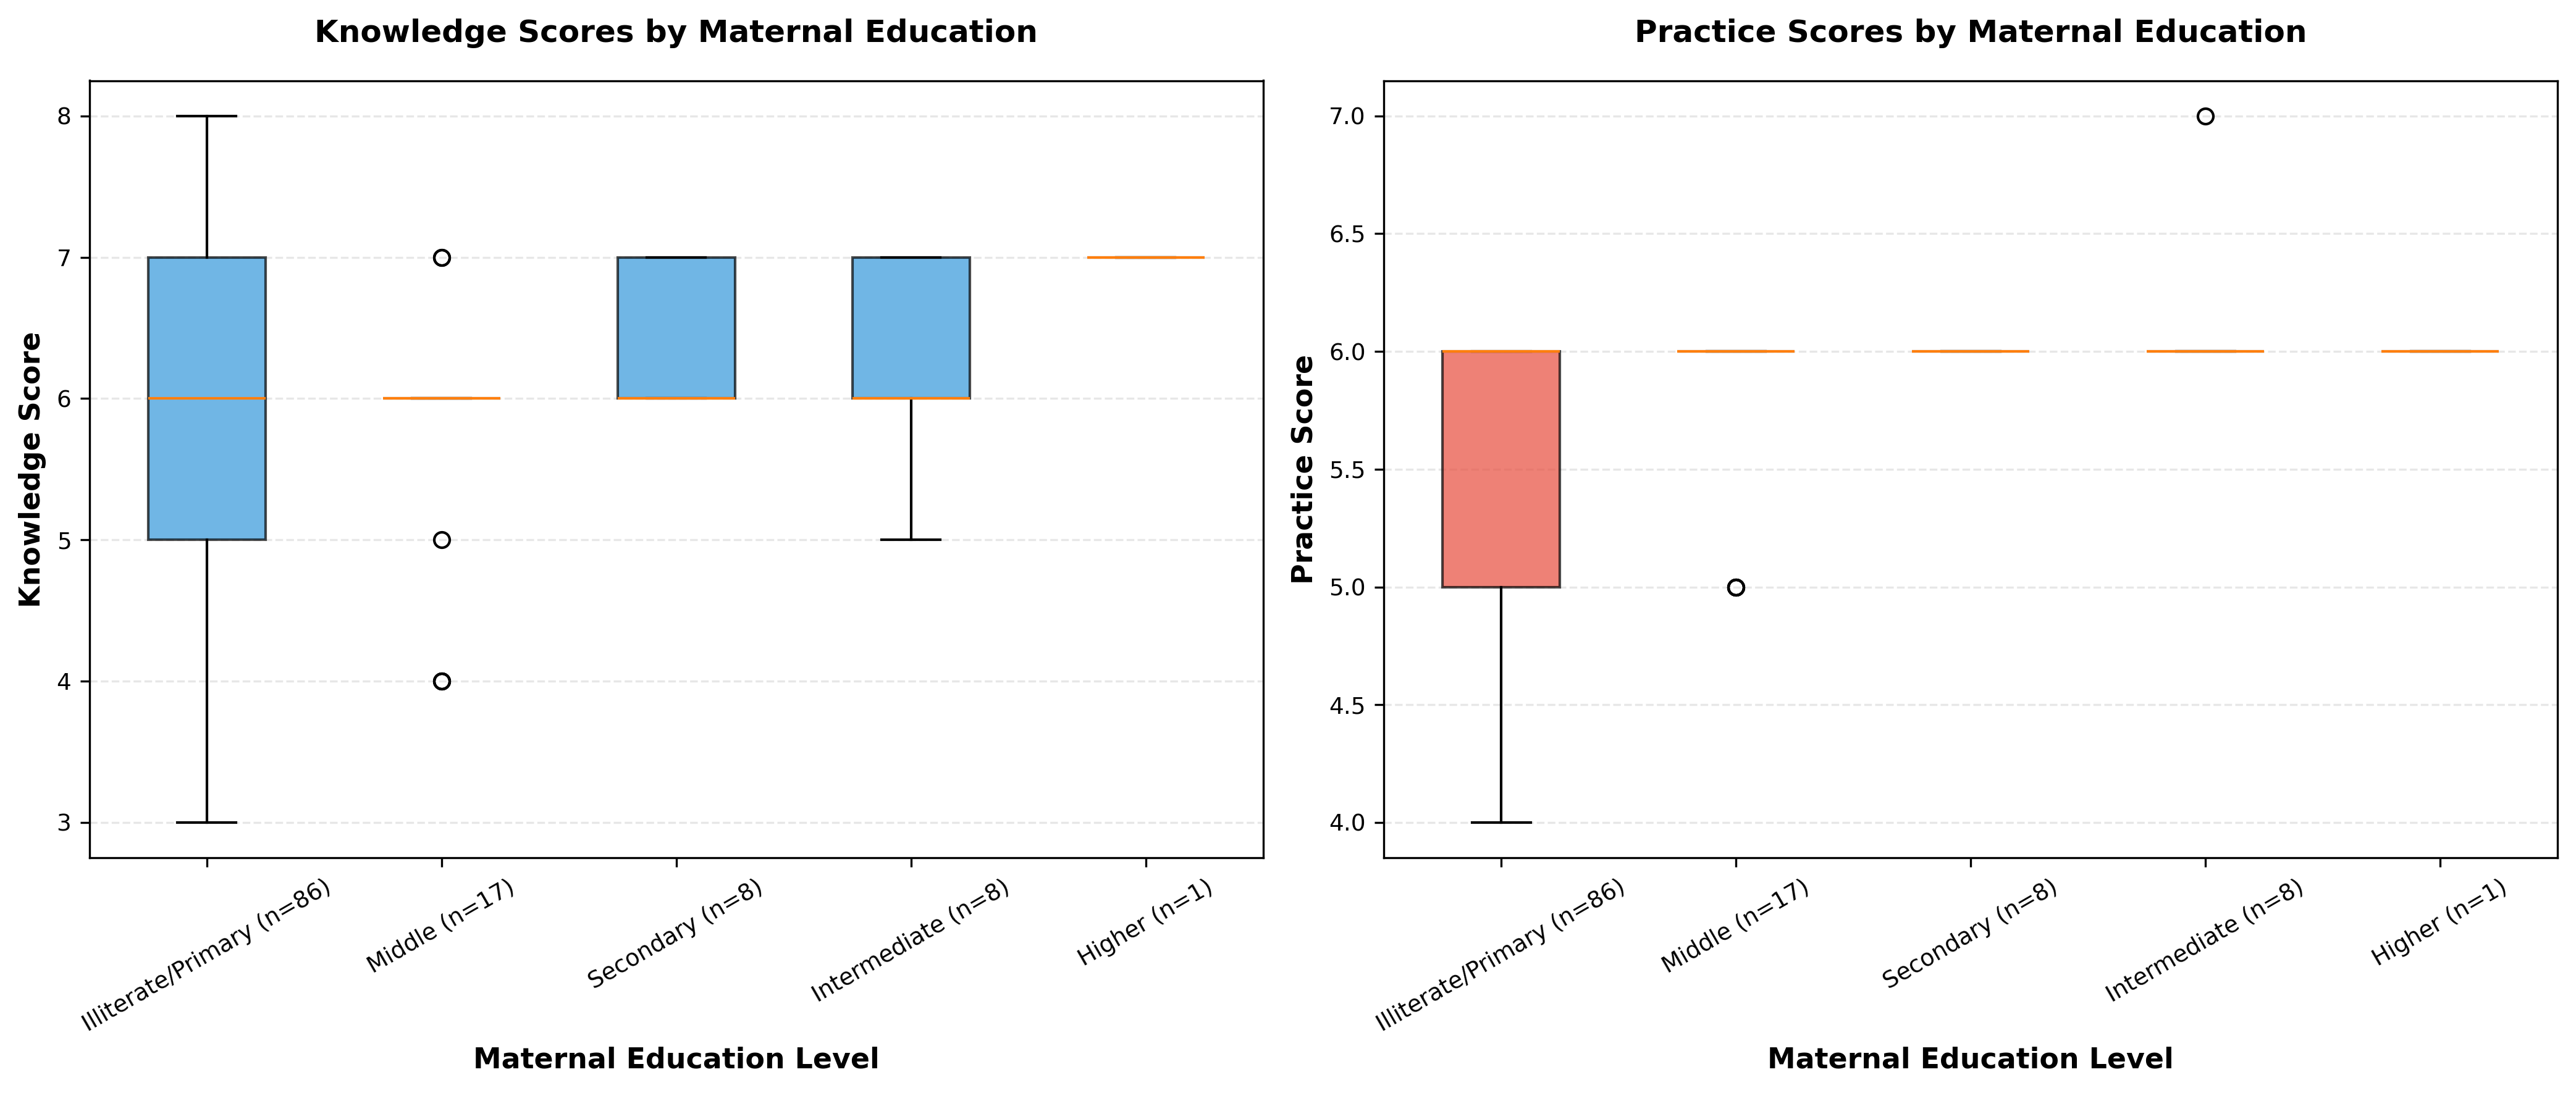 Knowledge Scores by Maternal Education
Knowledge Score
8
7
6
5
4
3
Illiterate/Primary (n=86)
Middle (n=17)
Secondary (n=8)
Intermediate (n=8)
Higher (n=1)
Maternal Education Level
Practice Scores by Maternal Education
Practice Score
7.0
6.5
6.0
5.5
5.0
4.5
4.0
Illiterate/Primary (n=86)
Middle (n=17)
Secondary (n=8)
Intermediate (n=8)
Higher (n=1)
Maternal Education Level